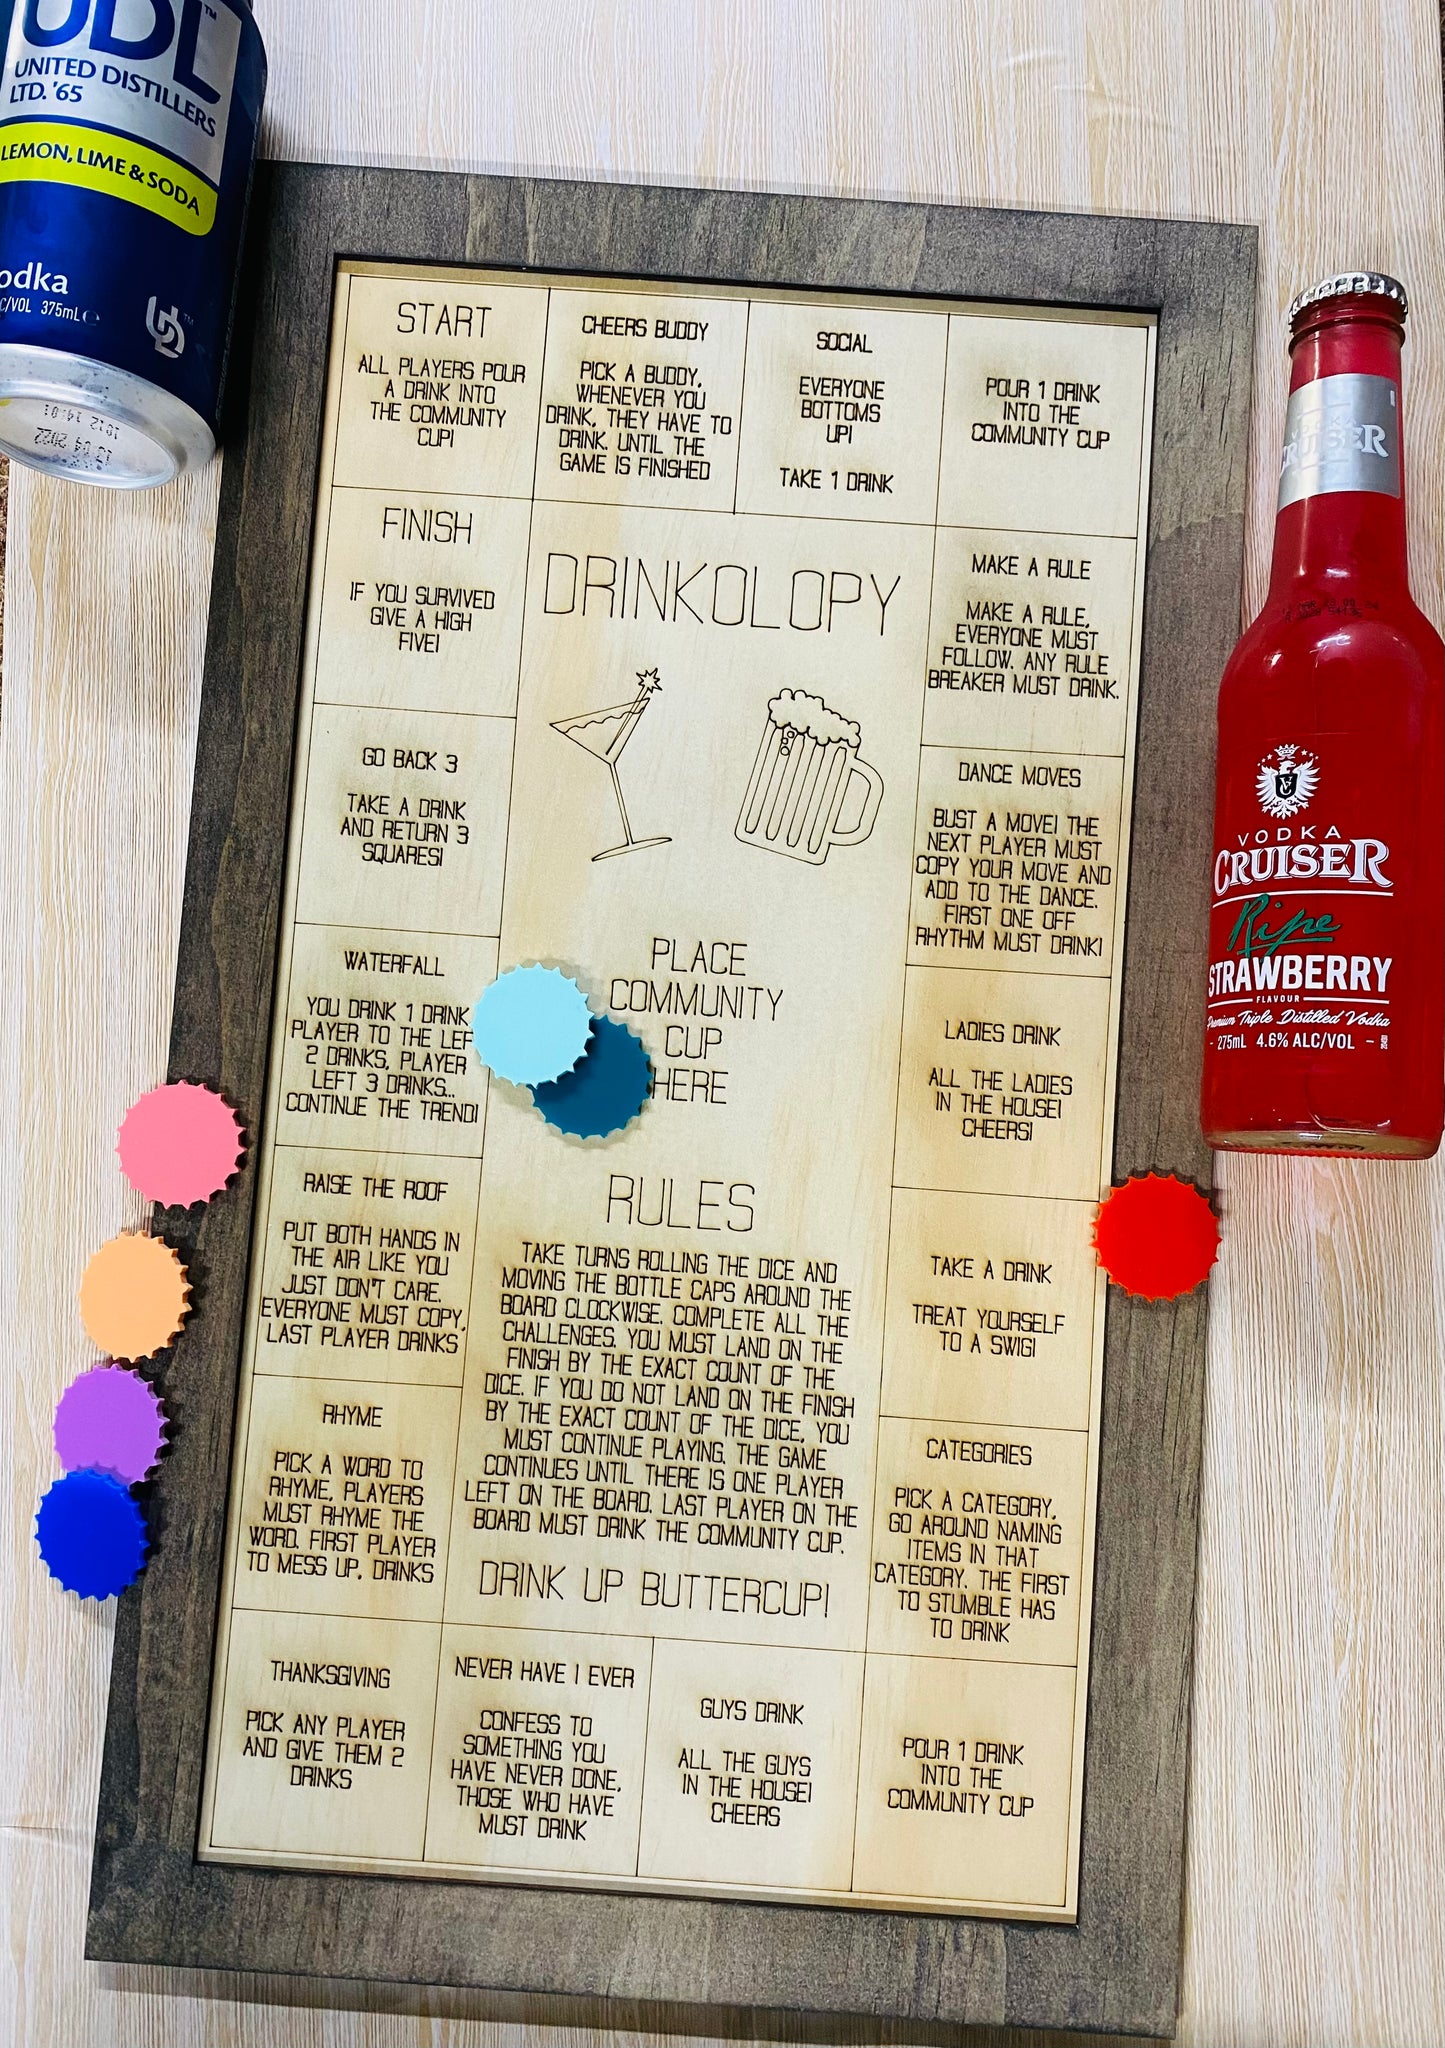 UDL™
UNITED DISTILLERS
LTD. '65
LEMON, LIME & SODA
375mL
START
ALL PLAYERS POUR
A DRINK INTO
THE COMMUNITY
CUP!
CHEERS BUDDY
PICK A BUDDY,
WHENEVER YOU
DRINK, THEY HAVE TO
DRINK. UNTIL THE
GAME IS FINISHED
SOCIAL
EVERYONE
BOTTOMS
UP!
TAKE 1 DRINK
POUR 1 DRINK
INTO THE
COMMUNITY CUP
MAKE A RULE
MAKE A RULE,
EVERYONE MUST
FOLLOW. ANY RULE
BREAKER MUST DRINK.
DANCE MOVES
BUST A MOVE! THE
NEXT PLAYER MUST
COPY YOUR MOVE AND
ADD TO THE DANCE.
FIRST ONE OFF
RHYTHM MUST DRINK!
LADIES DRINK
ALL THE LADIES
IN THE HOUSE!
CHEERS!
TAKE A DRINK
TREAT YOURSELF
TO A SWIG!
CATEGORIES
PICK A CATEGORY,
GO AROUND NAMING
ITEMS IN THAT
CATEGORY. THE FIRST
TO STUMBLE HAS
TO DRINK
POUR 1 DRINK
INTO THE
COMMUNITY CUP
GUYS DRINK
ALL THE GUYS
IN THE HOUSE!
CHEERS
NEVER HAVE I EVER
CONFESS TO
SOMETHING YOU
HAVE NEVER DONE,
THOSE WHO HAVE
MUST DRINK
THANKSGIVING
PICK ANY PLAYER
AND GIVE THEM 2
DRINKS
RHYME
PICK A WORD TO
RHYME, PLAYERS
MUST RHYME THE
WORD. FIRST PLAYER
TO MESS UP, DRINKS
RAISE THE ROOF
PUT BOTH HANDS IN
THE AIR LIKE YOU
JUST DON'T CARE.
EVERYONE MUST COPY,
LAST PLAYER DRINKS
WATERFALL
YOU DRINK 1 DRINK
PLAYER TO THE LEF
2 DRINKS, PLAYER
LEFT 3 DRINKS...
CONTINUE THE TREND!
GO BACK 3
TAKE A DRINK
AND RETURN 3
SQUARES!
FINISH
IF YOU SURVIVED
GIVE A HIGH
FIVE!
DRINKOLOPY
PLACE
COMMUNITY
CUP
HERE
RULES
TAKE TURNS ROLLING THE DICE AND
MOVING THE BOTTLE CAPS AROUND THE
BOARD CLOCKWISE. COMPLETE ALL THE
CHALLENGES. YOU MUST LAND ON THE
FINISH BY THE EXACT COUNT OF THE
DICE. IF YOU DO NOT LAND ON THE FINISH
BY THE EXACT COUNT OF THE DICE, YOU
MUST CONTINUE PLAYING. THE GAME
CONTINUES UNTIL THERE IS ONE PLAYER
LEFT ON THE BOARD. LAST PLAYER ON THE
BOARD MUST DRINK THE COMMUNITY CUP.
DRINK UP BUTTERCUP!
VODKA
CRUISER
VODKA
CRUISER
Ripe
STRAWBERRY
FLAVOUR
Premium Triple Distilled Vodka
- 275mL 4.6% ALC/VOL -